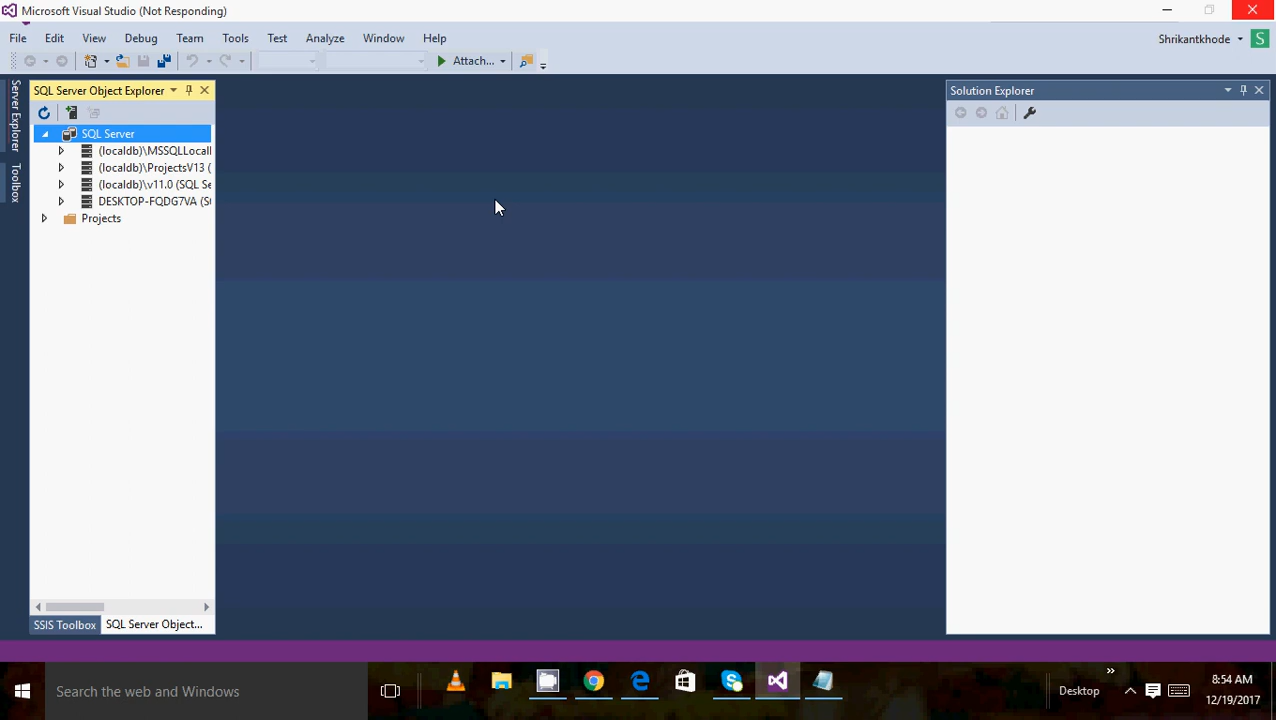 Microsoft Visual Studio (Not Responding)
File Edit View Debug Team Tools Test Analyze Window Help
Shrikantkhode S
Attach...
Server Explorer
Toolbox
SQL Server Object Explorer
SQL Server
(localdb)\MSSQLLocal
(localdb)\ProjectsV13 (
(localdb)\v11.0 (SQL Se
DESKTOP-FQDG7VA (S
Projects
SSIS Toolbox SQL Server Object...
Solution Explorer
Search the web and Windows
Desktop
8:54 AM
12/19/2017